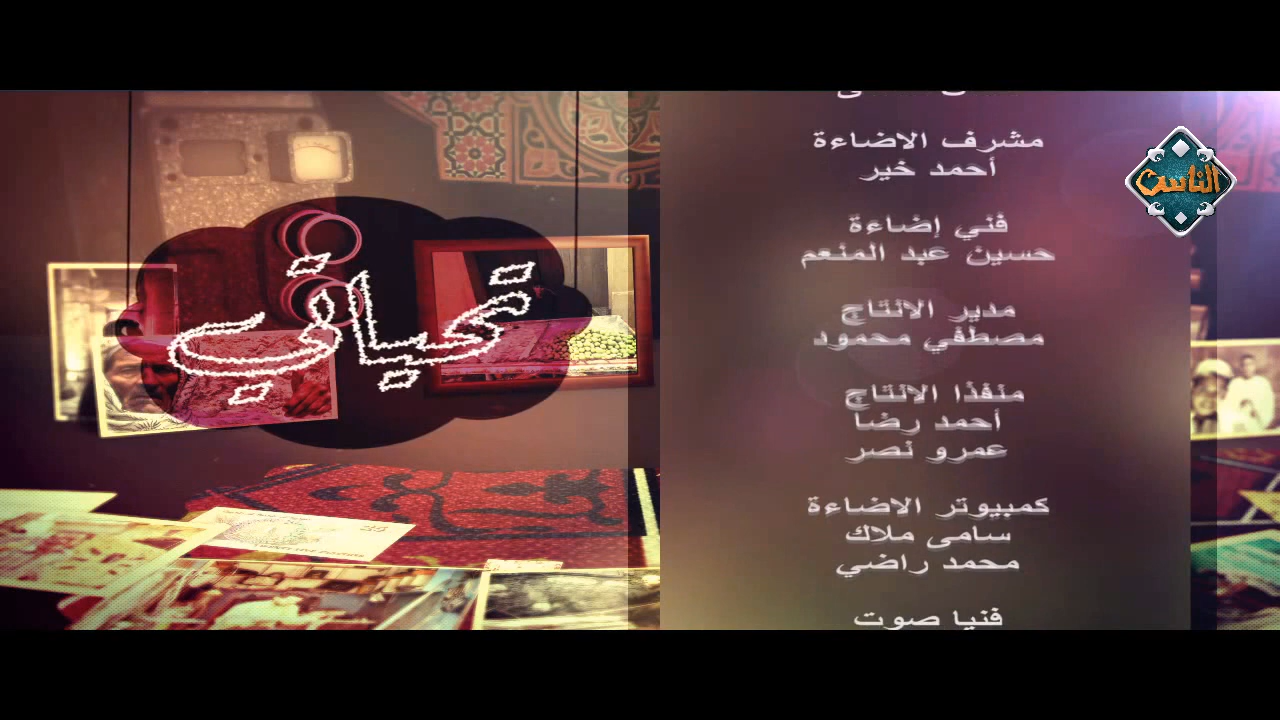 مشرف الاضاءة
أحمد خير
فني إضاءة
حسين عبد المنعم
مدير الانتاج
مصطفي محمود
منفذا الانتاج
أحمد رضا
عمرو نصر
كمبيوتر الاضاءة
سامى ملاك
محمد راضي
فنيا صوت
الناس